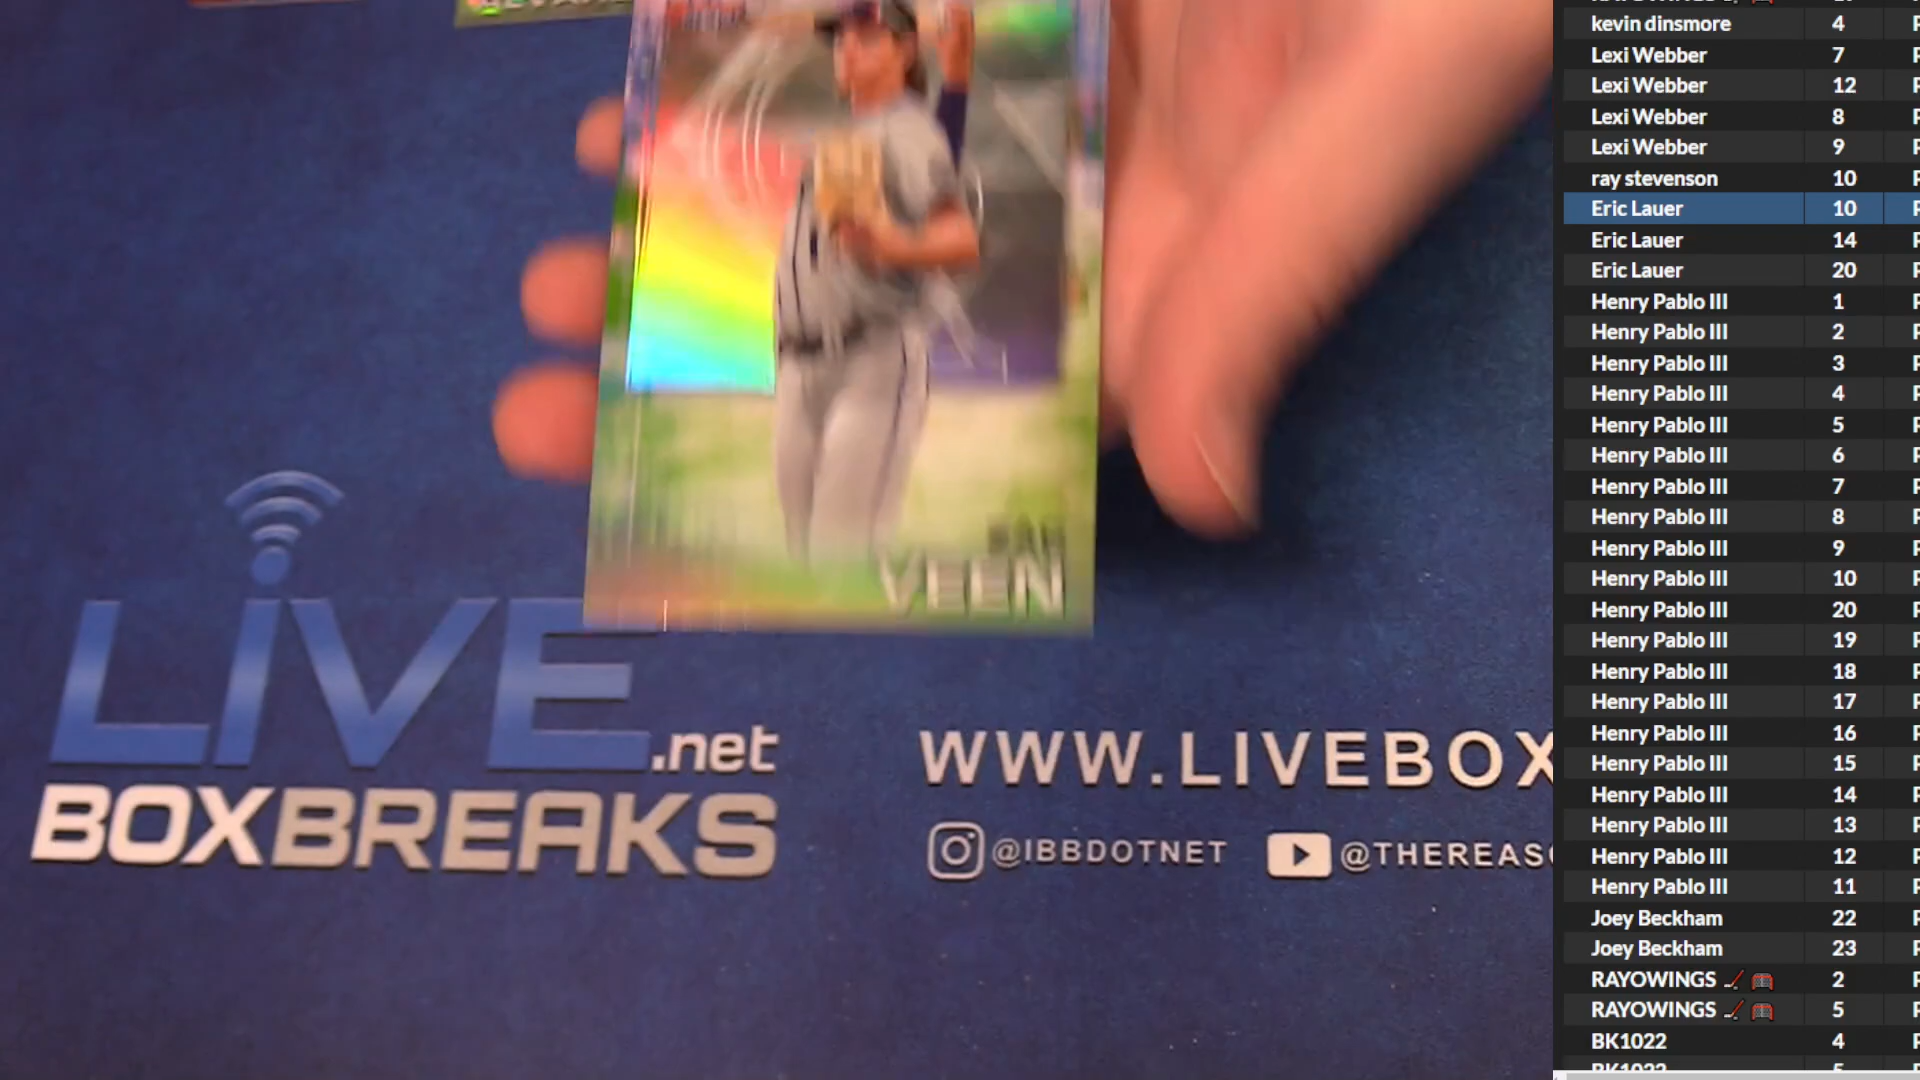 VEEN
LIVE.net
BOXBREAKS
WWW.LIVEBOX
@IBBDOTNET
@THEREASO
kevin dinsmore 4
Lexi Webber 7
Lexi Webber 12
Lexi Webber 8
Lexi Webber 9
ray stevenson 10
Eric Lauer 10
Eric Lauer 14
Eric Lauer 20
Henry Pablo III 1
Henry Pablo III 2
Henry Pablo III 3
Henry Pablo III 4
Henry Pablo III 5
Henry Pablo III 6
Henry Pablo III 7
Henry Pablo III 8
Henry Pablo III 9
Henry Pablo III 10
Henry Pablo III 20
Henry Pablo III 19
Henry Pablo III 18
Henry Pablo III 17
Henry Pablo III 16
Henry Pablo III 15
Henry Pablo III 14
Henry Pablo III 13
Henry Pablo III 12
Henry Pablo III 11
Joey Beckham 22
Joey Beckham 23
RAYOWINGS 2
RAYOWINGS 5
BK1022 4